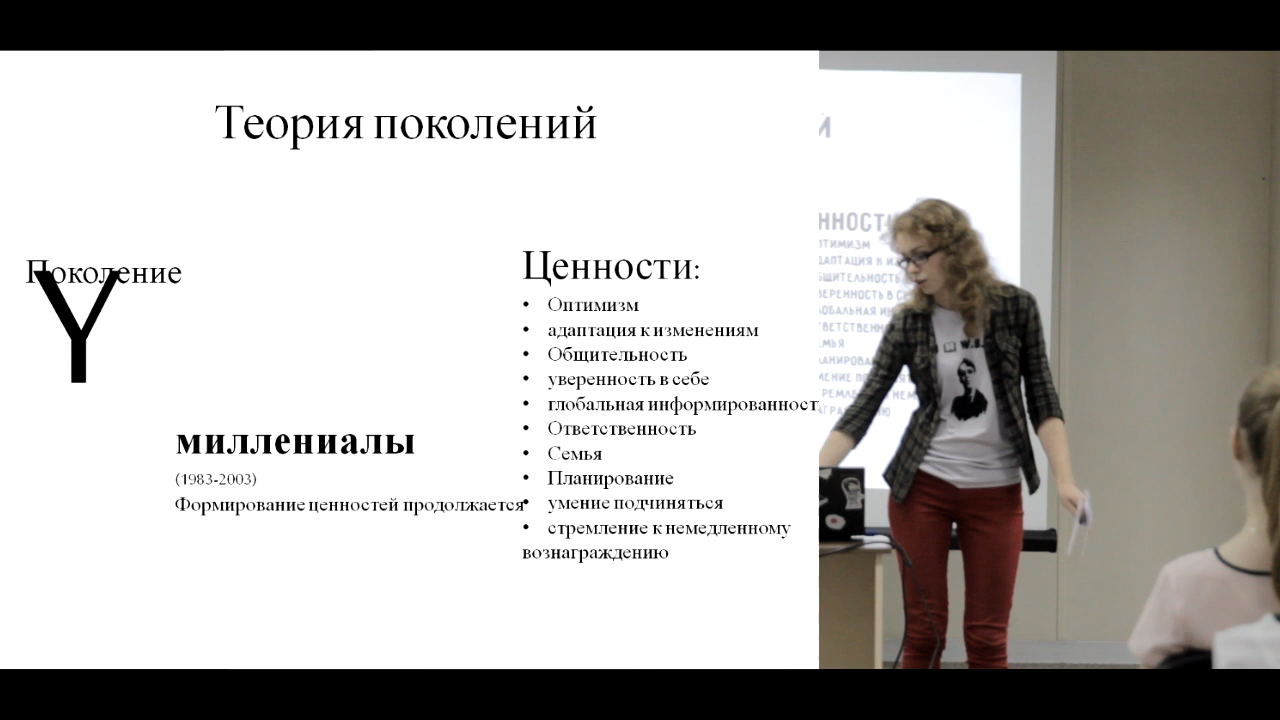 Теория поколений
Поколение
Y
миллениалы
(1983-2003)
Формирование ценностей продолжается
Ценности:
• Оптимизм
• адаптация к изменениям
• Общительность
• уверенность в себе
• глобальная информированност
• Ответственность
• Семья
• Планирование
• умение подчиняться
• стремление к немедленному
вознаграждению